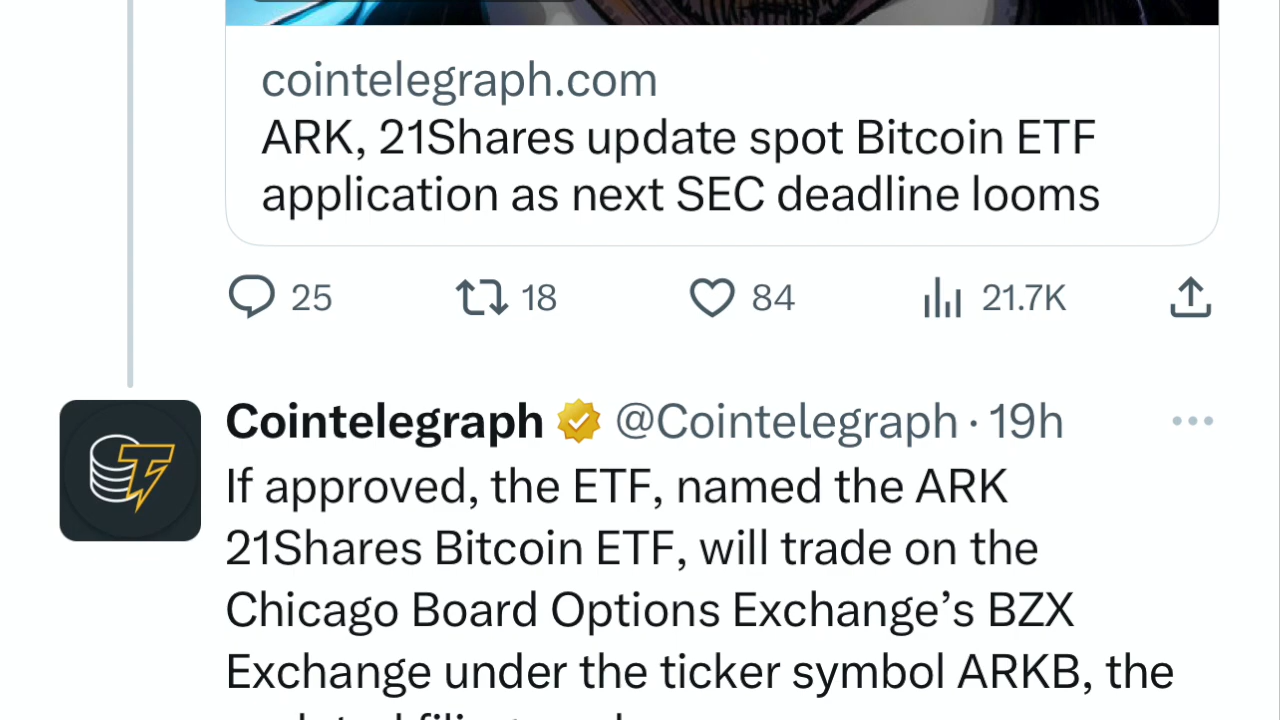 cointelegraph.com
ARK, 21Shares update spot Bitcoin ETF
application as next SEC deadline looms
25 18 84 21.7K
Cointelegraph @Cointelegraph · 19h
If approved, the ETF, named the ARK
21Shares Bitcoin ETF, will trade on the
Chicago Board Options Exchange’s BZX
Exchange under the ticker symbol ARKB, the